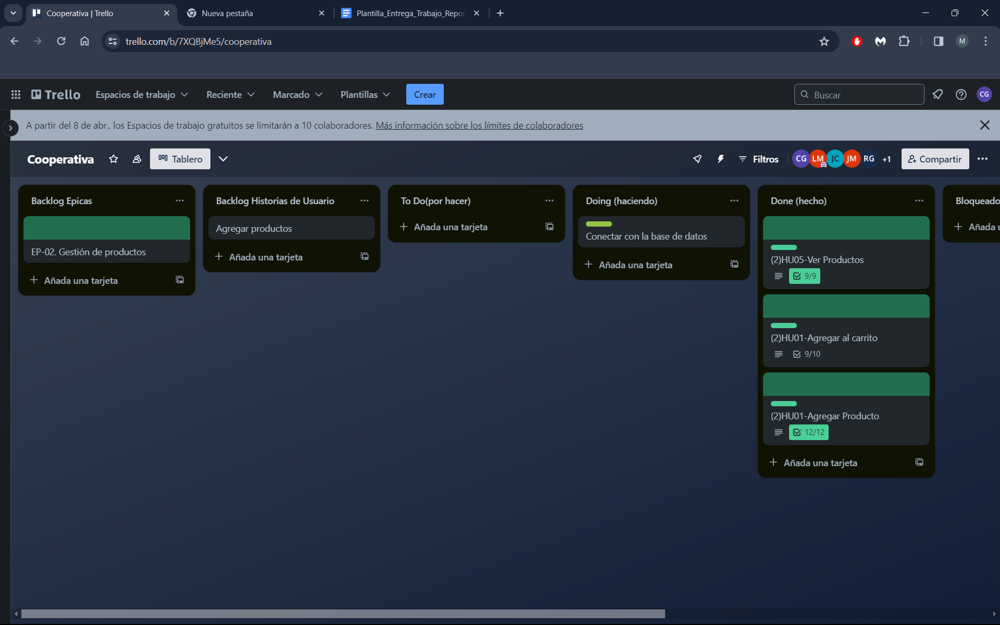 Cooperativa | Trello
Nueva pestaña
Plantilla_Entrega_Trabajo_Repor
trello.com/b/7XQBjMe5/cooperativa
M
Trello
Espacios de trabajo
Reciente
Marcado
Plantillas
Crear
Buscar
CG
A partir del 8 de abr., los Espacios de trabajo gratuitos se limitarán a 10 colaboradores. Más información sobre los límites de colaboradores
Cooperativa
Tablero
Filtros
CG
LM
JC
JM
RG
+1
Compartir
Backlog Epicas
EP-02. Gestión de productos
Añada una tarjeta
Backlog Historias de Usuario
Agregar productos
Añada una tarjeta
To Do(por hacer)
Añada una tarjeta
Doing (haciendo)
Conectar con la base de datos
Añada una tarjeta
Done (hecho)
(2)HU05-Ver Productos
9/9
(2)HU01-Agregar al carrito
9/10
(2)HU01-Agregar Producto
12/12
Añada una tarjeta
Bloqueado
Añada u